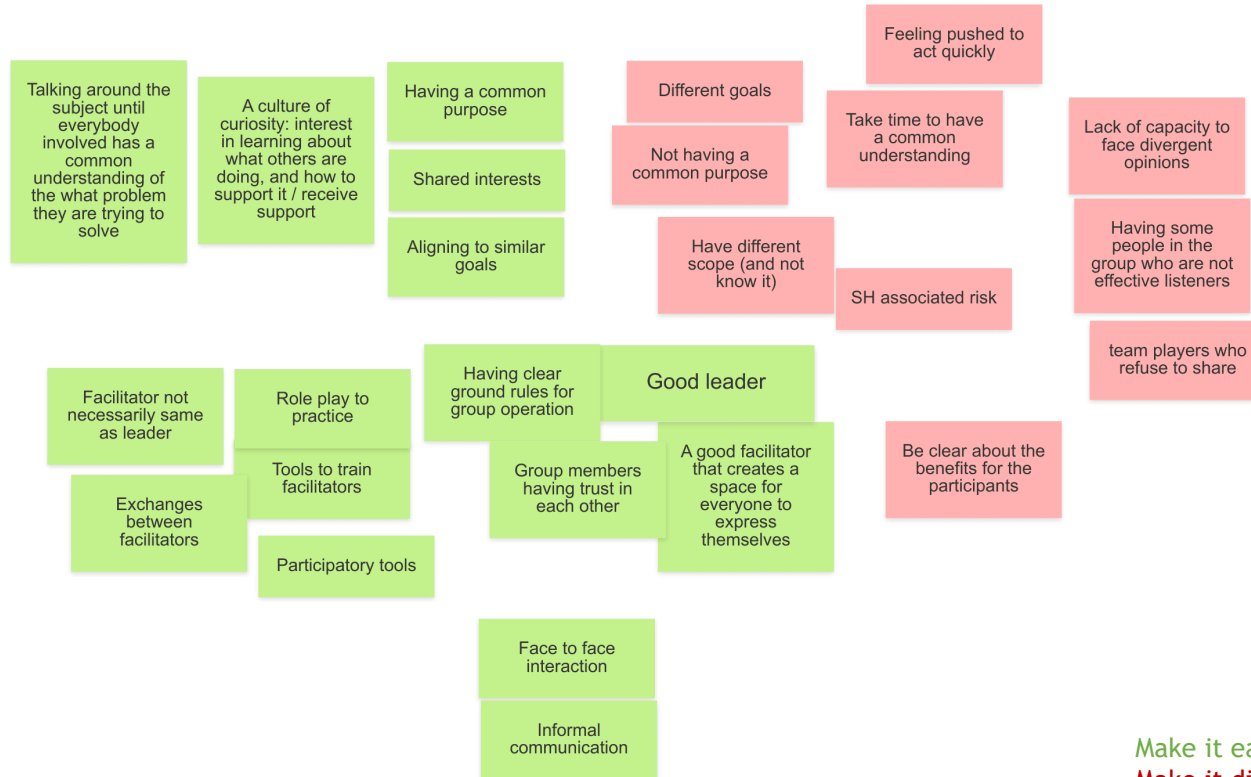 Talking around the
subject until
everybody
involved has a
common
understanding of
the what problem
they are trying to
solve
A culture of
curiosity: interest
in learning about
what others are
doing, and how to
support it / receive
support
Having a common
purpose
Shared interests
Aligning to similar
goals
Different goals
Not having a
common purpose
Have different
scope (and not
know it)
SH associated risk
Feeling pushed to
act quickly
Take time to have
a common
understanding
Lack of capacity to
face divergent
opinions
Having some
people in the
group who are not
effective listeners
team players who
refuse to share
Facilitator not
necessarily same
as leader
Role play to
practice
Tools to train
facilitators
Exchanges
between
facilitators
Participatory tools
Having clear
ground rules for
group operation
Good leader
Group members
having trust in
each other
A good facilitator
that creates a
space for
everyone to
express
themselves
Be clear about the
benefits for the
participants
Face to face
interaction
Informal
communication
Make it ea
Make it di